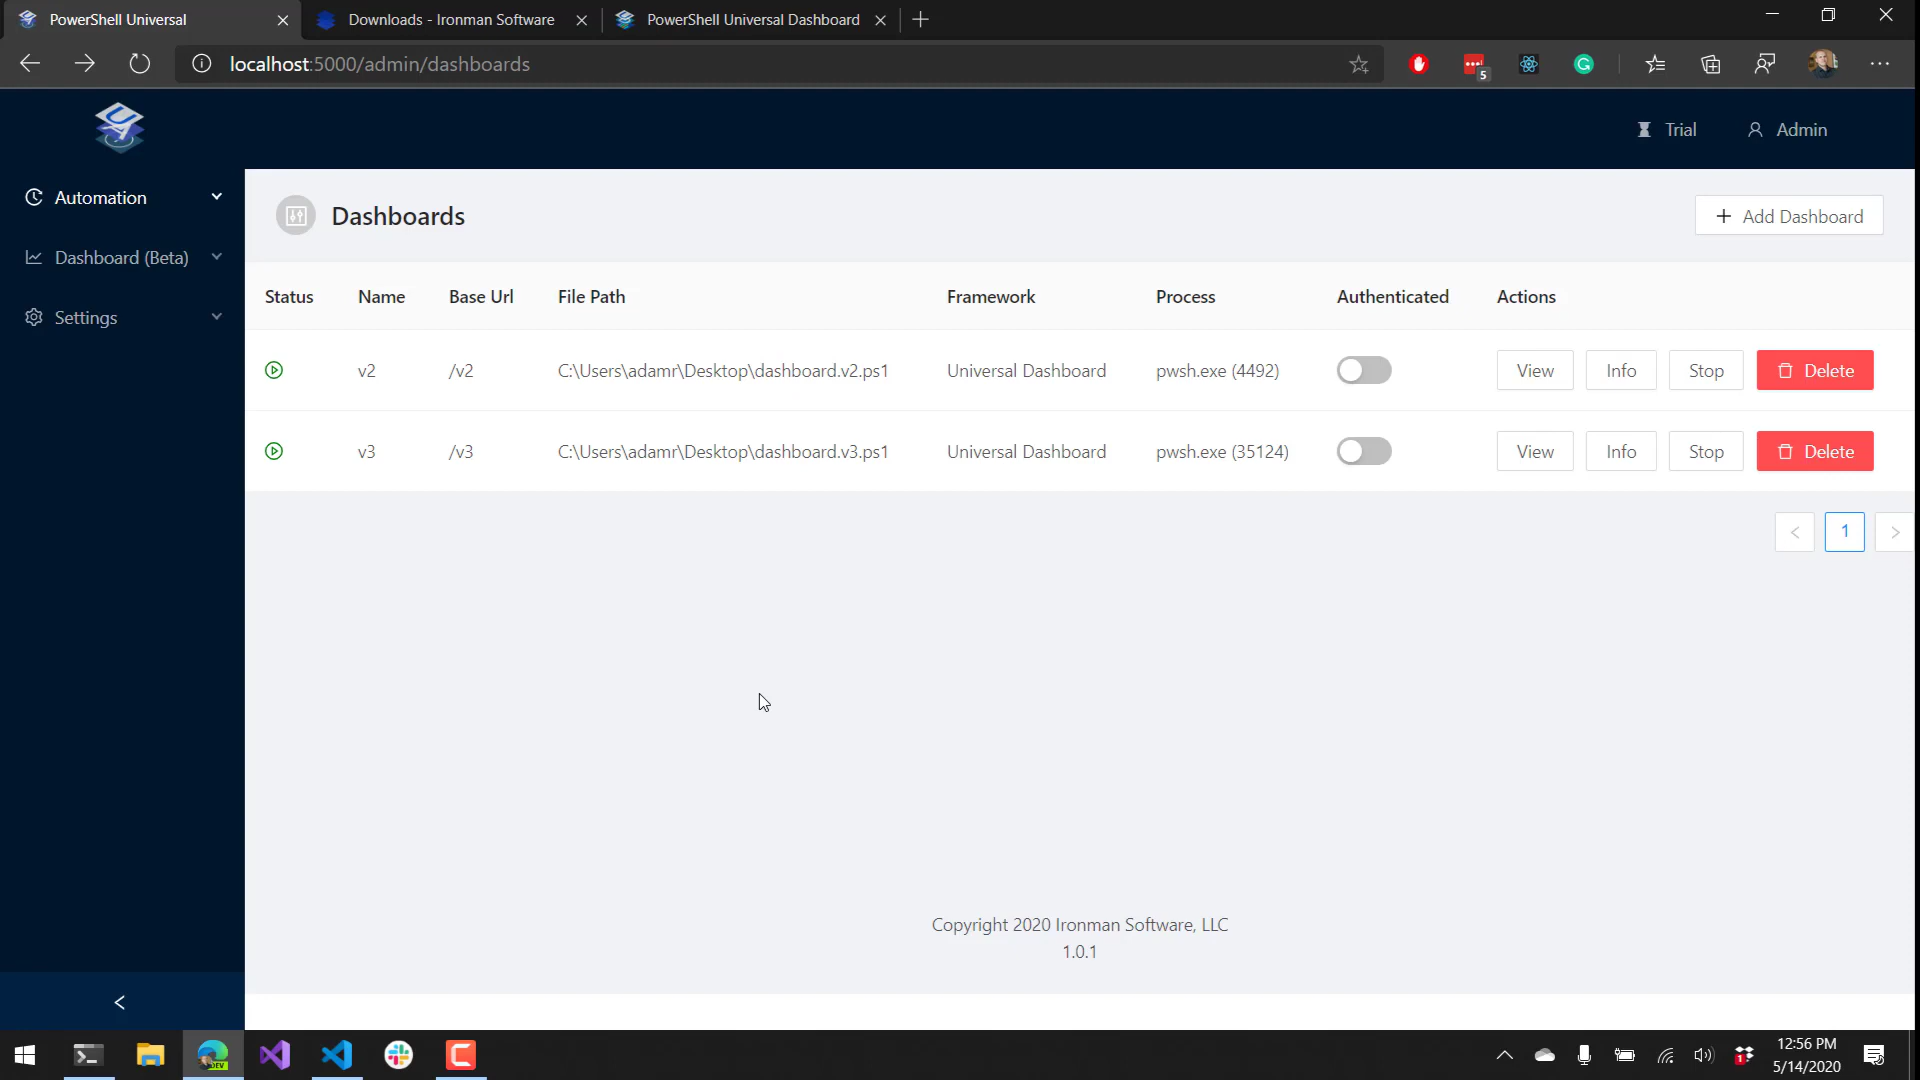 PowerShell Universal
Downloads - Ironman Software
PowerShell Universal Dashboard
localhost:5000/admin/dashboards
5
Trial
Admin
Automation
Dashboard (Beta)
Settings
Dashboards
+ Add Dashboard
Status Name Base Url File Path Framework Process Authenticated Actions
v2 /v2 C:\Users\adamr\Desktop\dashboard.v2.ps1 Universal Dashboard pwsh.exe (4492) View Info Stop Delete
v3 /v3 C:\Users\adamr\Desktop\dashboard.v3.ps1 Universal Dashboard pwsh.exe (35124) View Info Stop Delete
< 1 >
Copyright 2020 Ironman Software, LLC
1.0.1
<
DEV
1
12:56 PM
5/14/2020